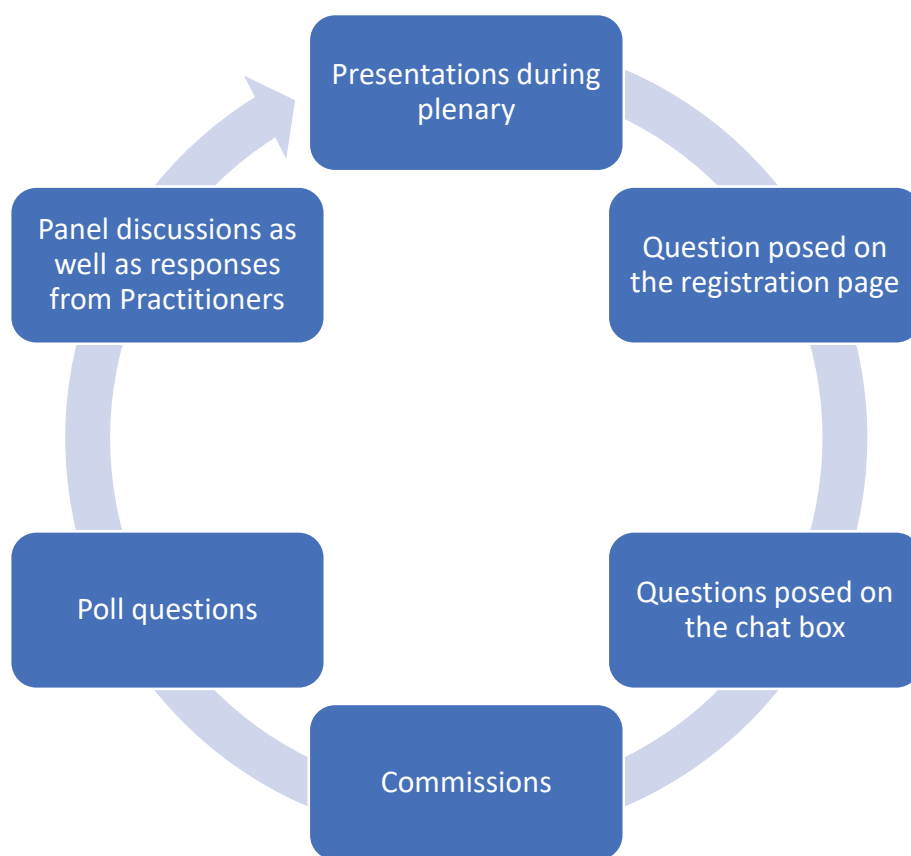 Presentations during
plenary
Question posed on
the registration page
Questions posed on
the chat box
Commissions
Poll questions
Panel discussions as
well as responses
from Practitioners